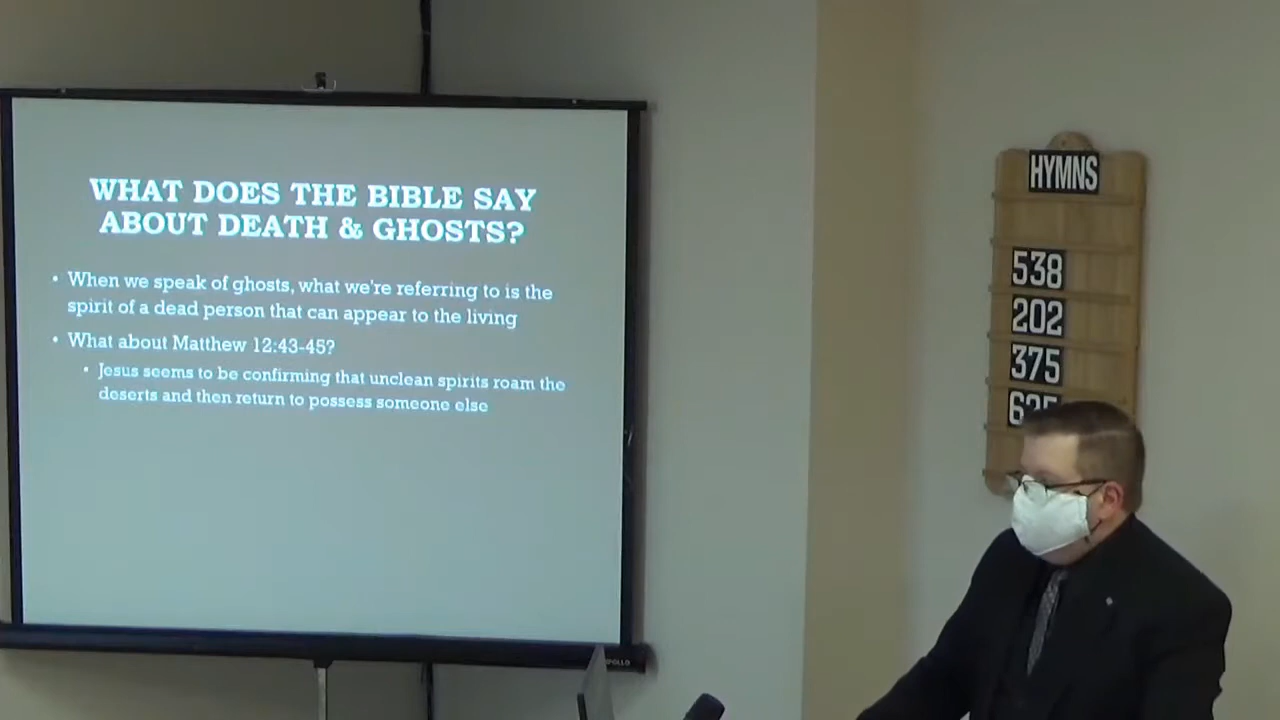 WHAT DOES THE BIBLE SAY
ABOUT DEATH & GHOSTS?
• When we speak of ghosts, what we're referring to is the
spirit of a dead person that can appear to the living
• What about Matthew 12:43-45?
• Jesus seems to be confirming that unclean spirits roam the
deserts and then return to possess someone else
HYMNS
538
202
375